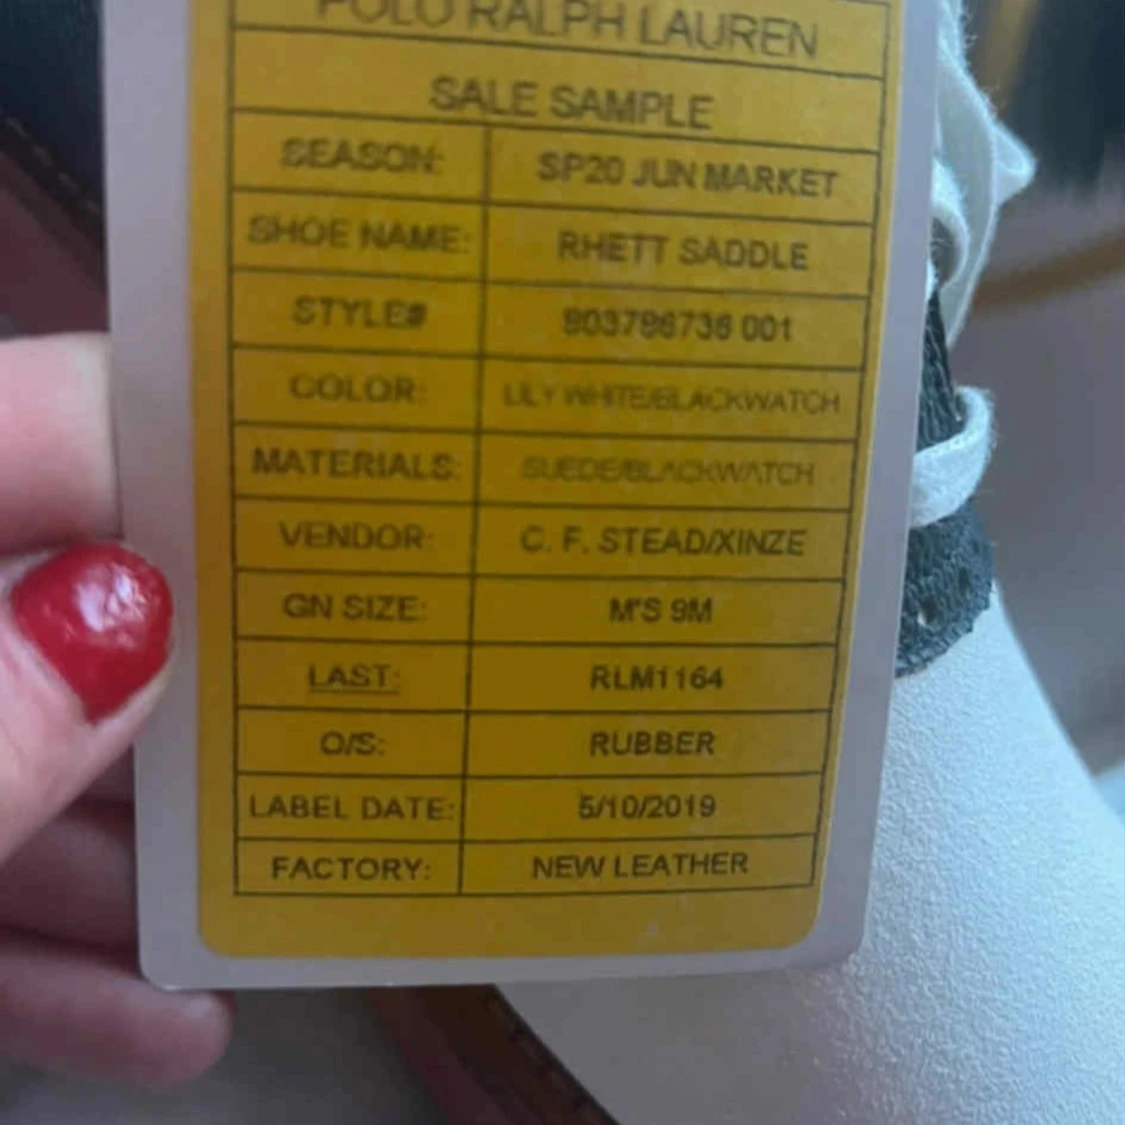 POLO RALPH LAUREN
SALE SAMPLE
SEASON: SP20 JUN MARKET
SHOE NAME: RHETT SADDLE
STYLE# 803786736 001
COLOR: LILY WHITE/BLACKWATCH
MATERIALS: SUEDE/BLACKWATCH
VENDOR: C. F. STEAD/XINZE
GN SIZE: M'S 9M
LAST: RLM1164
O/S: RUBBER
LABEL DATE: 5/10/2019
FACTORY: NEW LEATHER